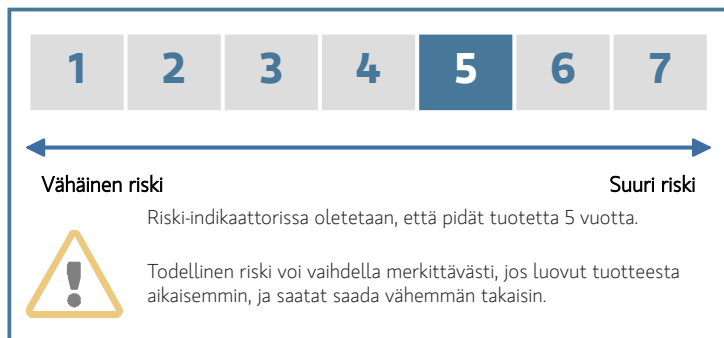 1 2 3 4 5 6 7
Vähäinen riski Suuri riski
Riski-indikaattorissa oletetaan, että pidät tuotetta 5 vuotta.
Todellinen riski voi vaihdella merkittävästi, jos luovut tuotteesta
aikaisemmin, ja saatat saada vähemmän takaisin.